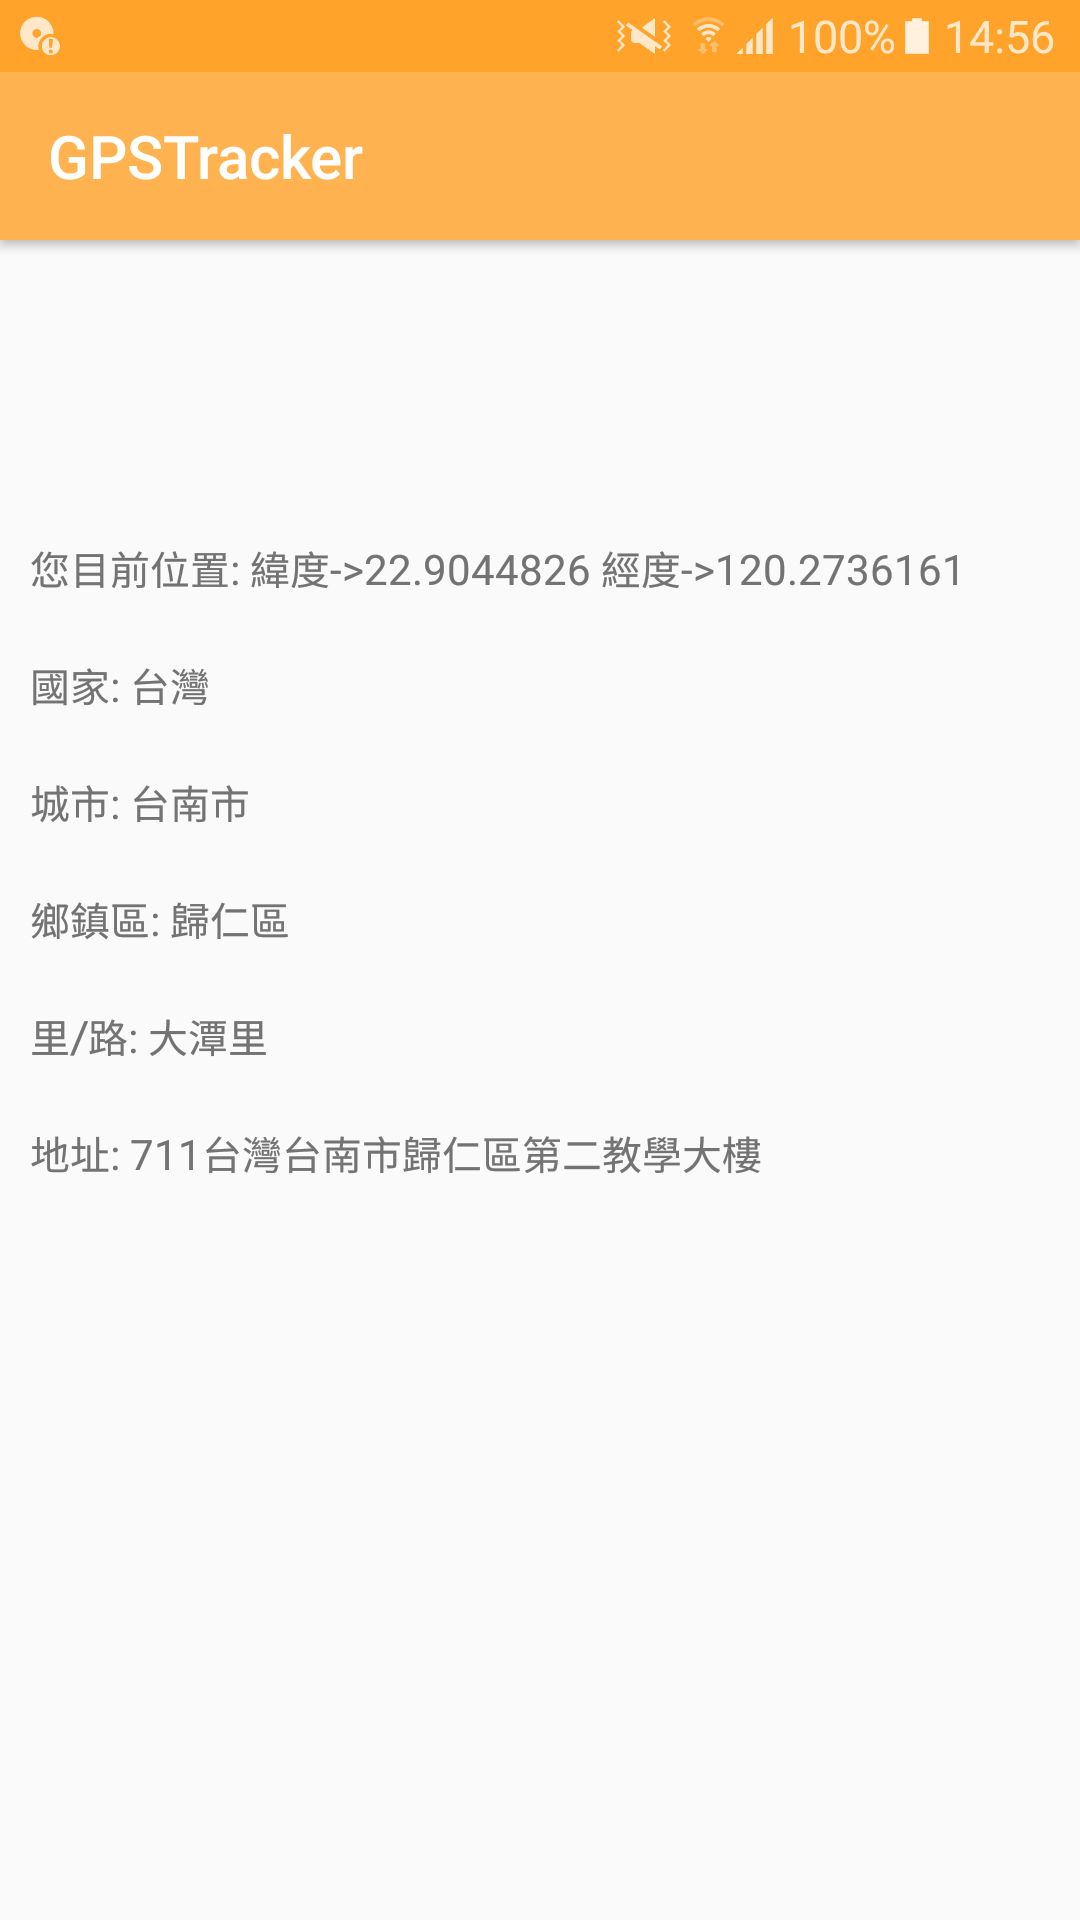 100% 14:56
GPSTracker
您目前位置: 緯度->22.9044826 經度->120.2736161
國家: 台灣
城市: 台南市
鄉鎮區: 歸仁區
里/路: 大潭里
地址: 711台灣台南市歸仁區第二教學大樓